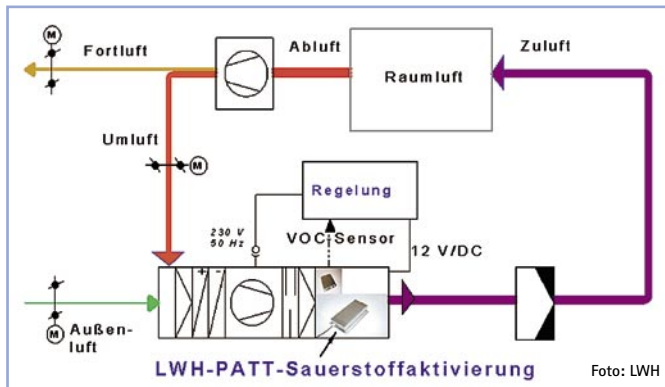 M
Fortluft
Abluft
Zuluft
Raumluft
Umluft
M
Regelung
230 V
50 Hz
VOC-Sensor
12 V/DC
+ -
M
Außen-
luft
LWH-PATT-Sauerstoffaktivierung
Foto: LWH